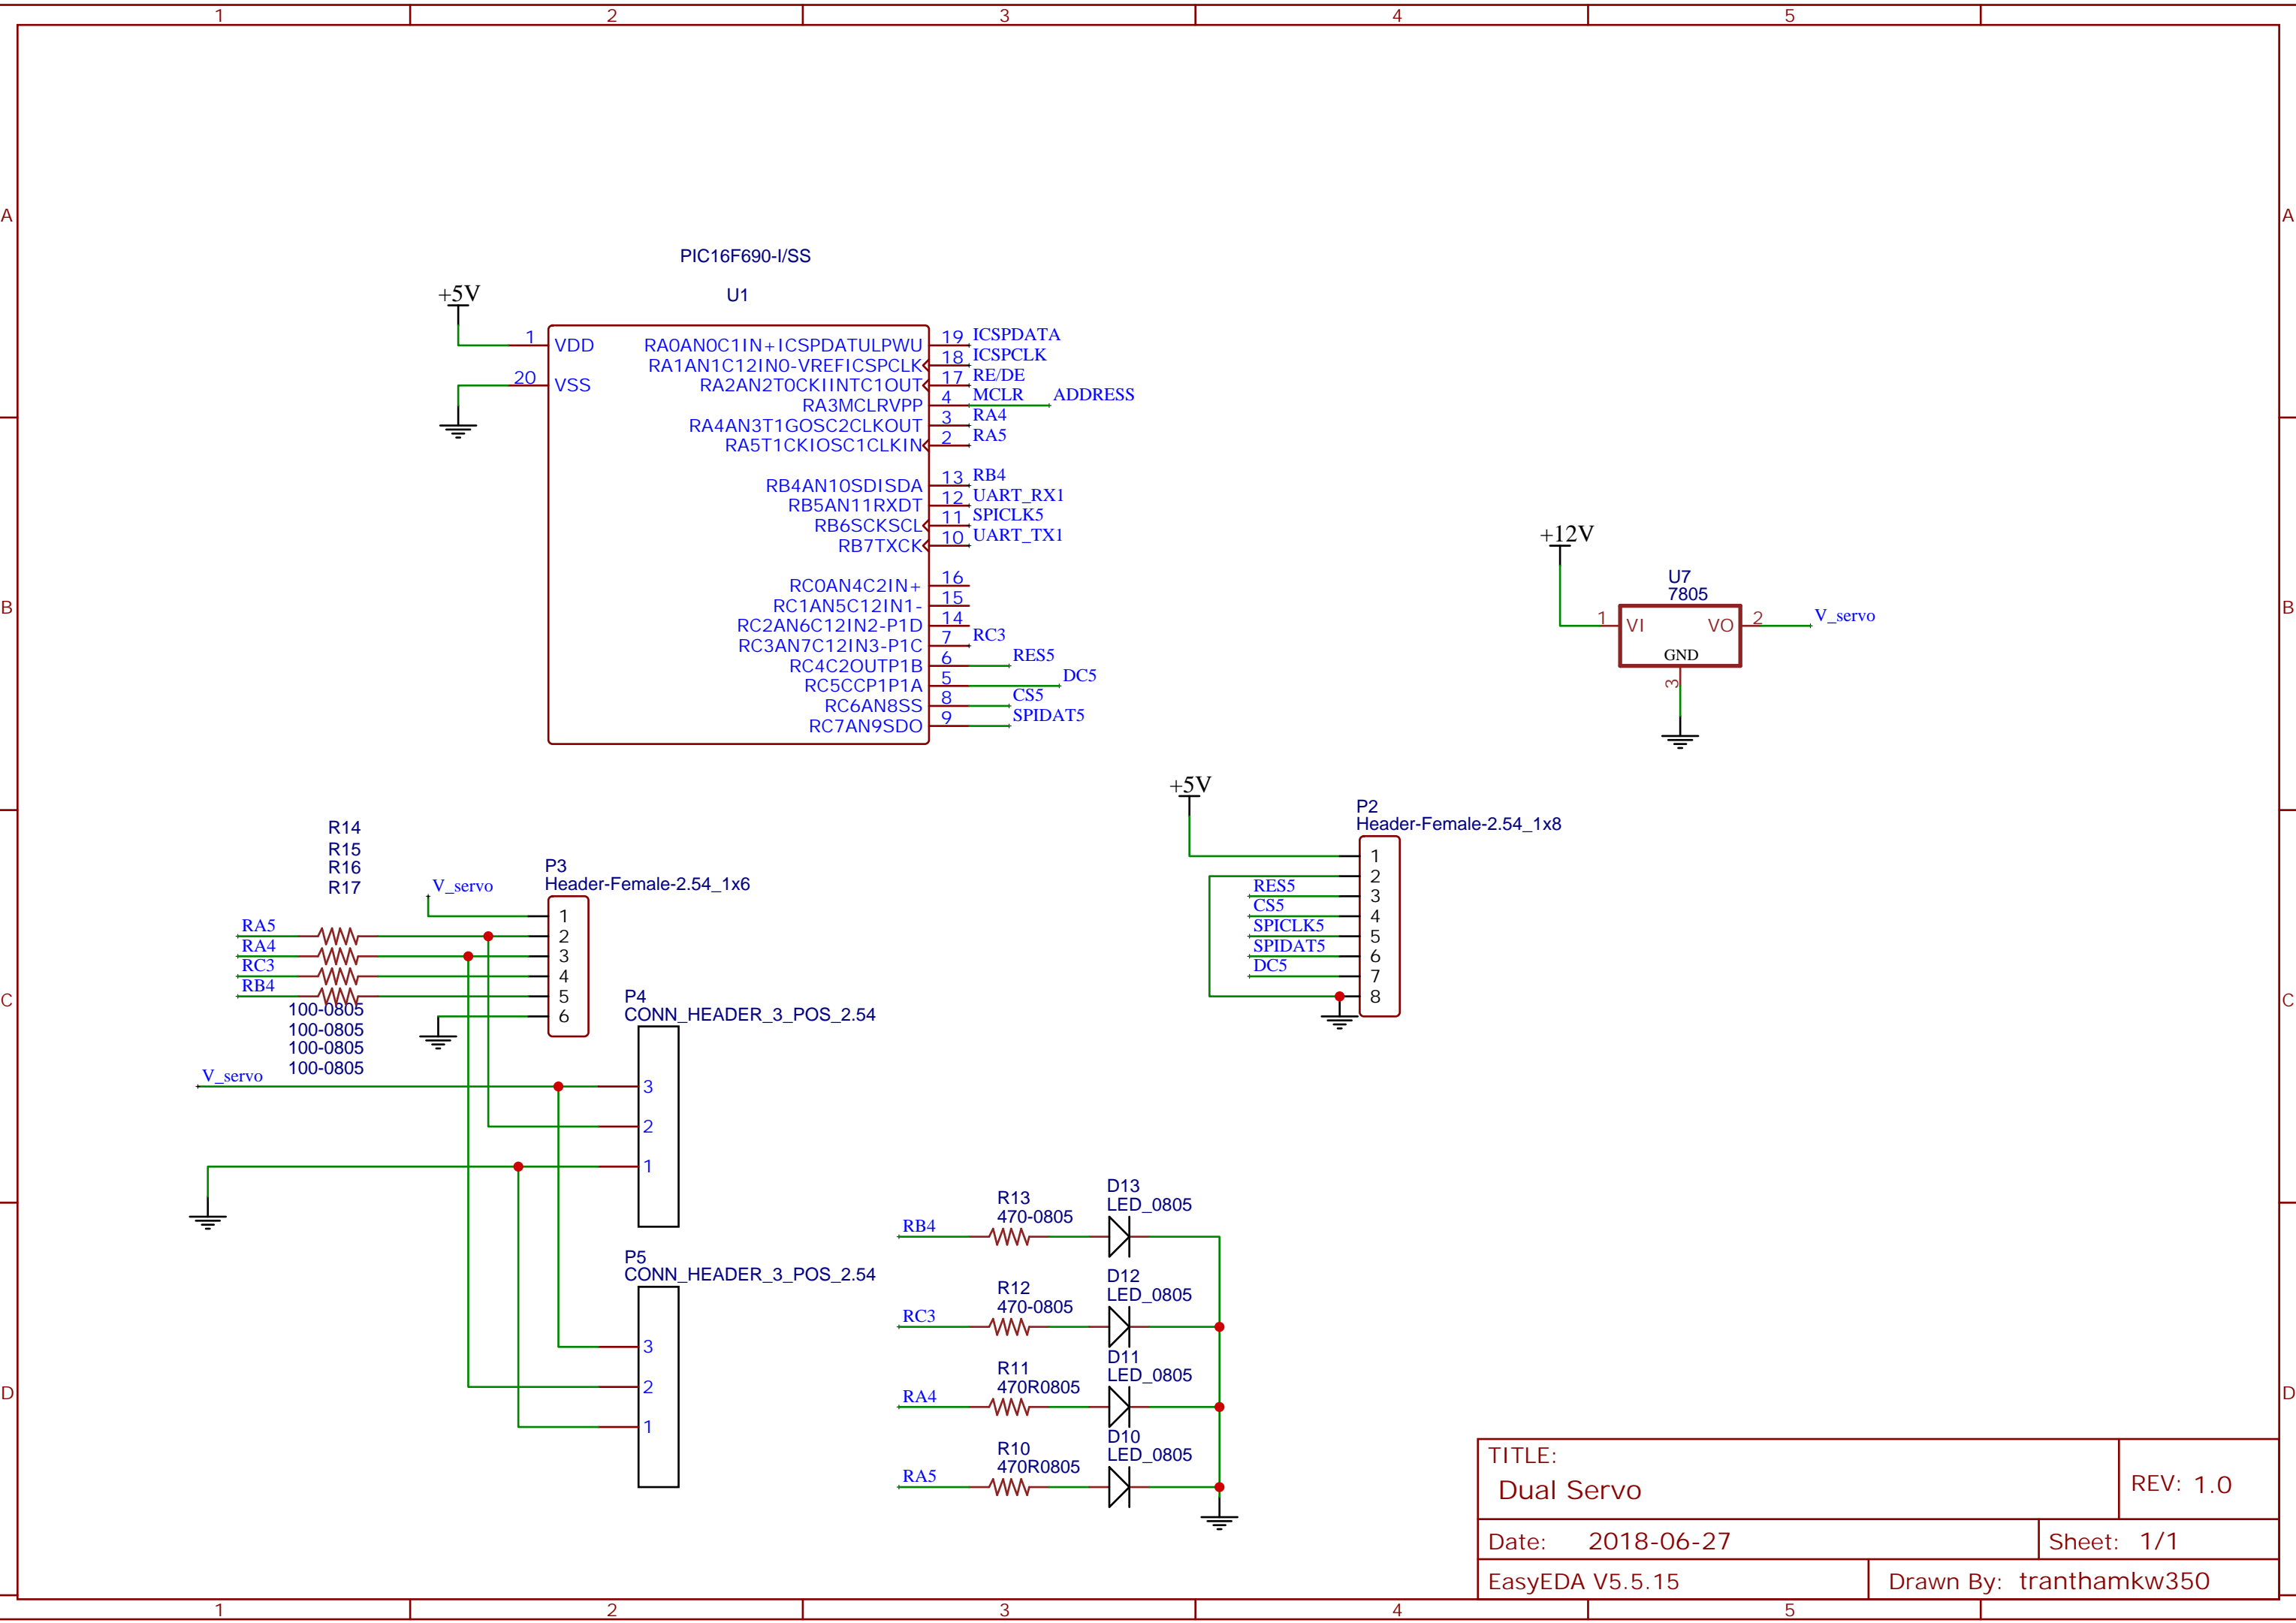 1 2 3 4 5
A A
PIC16F690-I/SS
U1
+5V
1 VDD
20 VSS
RA0AN0C1IN+ICSPDATULPWU 19 ICSPDATA
RA1AN1C12IN0-VREFICSPCLK 18 ICSPCLK
RA2AN2T0CKIINTC1OUT 17 RE/DE
RA3MCLRVPP 4 MCLR ADDRESS
RA4AN3T1GOSC2CLKOUT 3 RA4
RA5T1CKIOSC1CLKIN 2 RA5
RB4AN10SDISDA 13 RB4
RB5AN11RXDT 12 UART_RX1
RB6SCKSCL 11 SPICLK5
RB7TXCK 10 UART_TX1
RC0AN4C2IN+ 16
RC1AN5C12IN1- 15
RC2AN6C12IN2-P1D 14
RC3AN7C12IN3-P1C 7 RC3
RC4C2OUTP1B 6 RES5
RC5CCP1P1A 5 DC5
RC6AN8SS 8 CS5
RC7AN9SDO 9 SPIDAT5
B B
+12V
U7
7805
1 VI VO 2 V_servo
GND
3
+5V
P2
Header-Female-2.54_1x8
1
2
RES5 3
CS5 4
SPICLK5 5
SPIDAT5 6
DC5 7
8
R14
R15
R16
R17
P3
Header-Female-2.54_1x6
V_servo
1
RA5 2
RA4 3
RC3 4
RB4 5
6
100-0805
100-0805
100-0805
100-0805
C C
P4
CONN_HEADER_3_POS_2.54
V_servo
3
2
1
P5
CONN_HEADER_3_POS_2.54
3
2
1
D D
R13
470-0805
D13
LED_0805
RB4
R12
470-0805
D12
LED_0805
RC3
R11
470R0805
D11
LED_0805
RA4
R10
470R0805
D10
LED_0805
RA5
TITLE:
Dual Servo
REV: 1.0
Date: 2018-06-27
Sheet: 1/1
EasyEDA V5.5.15
Drawn By: tranthamkw350
1 2 3 4 5